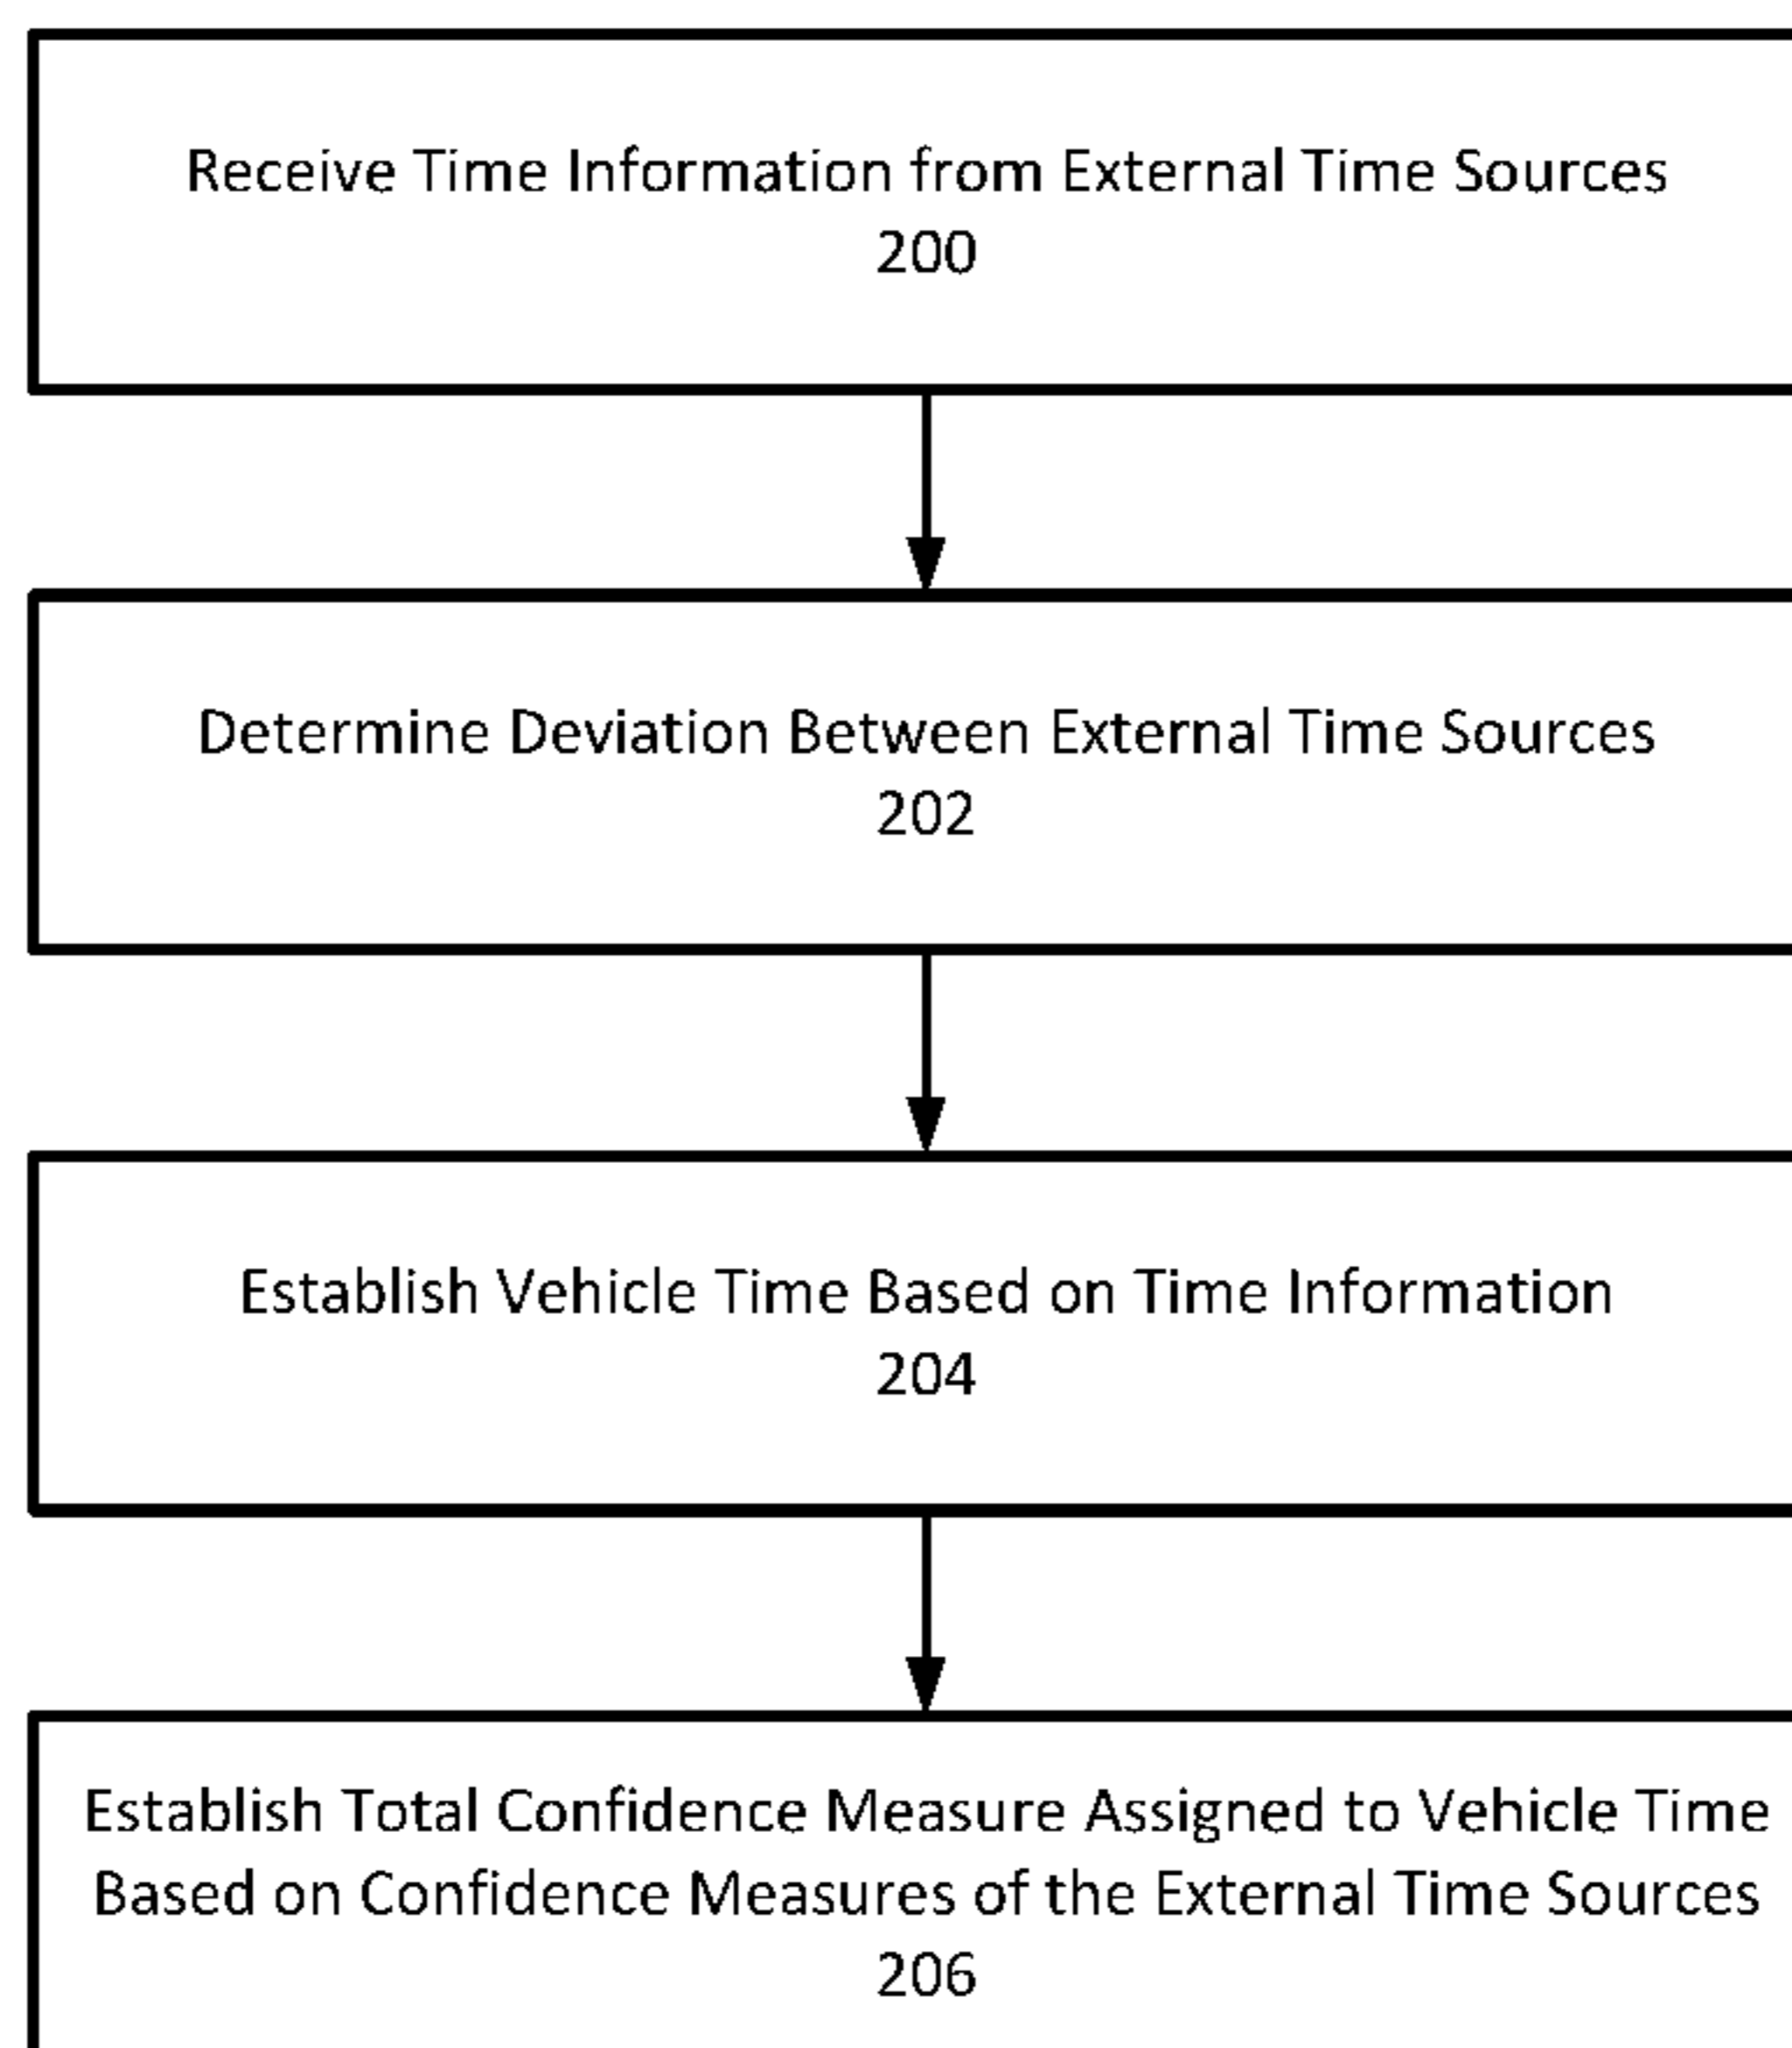 Receive Time Information from External Time Sources
200
Determine Deviation Between External Time Sources
202
Establish Vehicle Time Based on Time Information
204
Establish Total Confidence Measure Assigned to Vehicle Time
Based on Confidence Measures of the External Time Sources
206